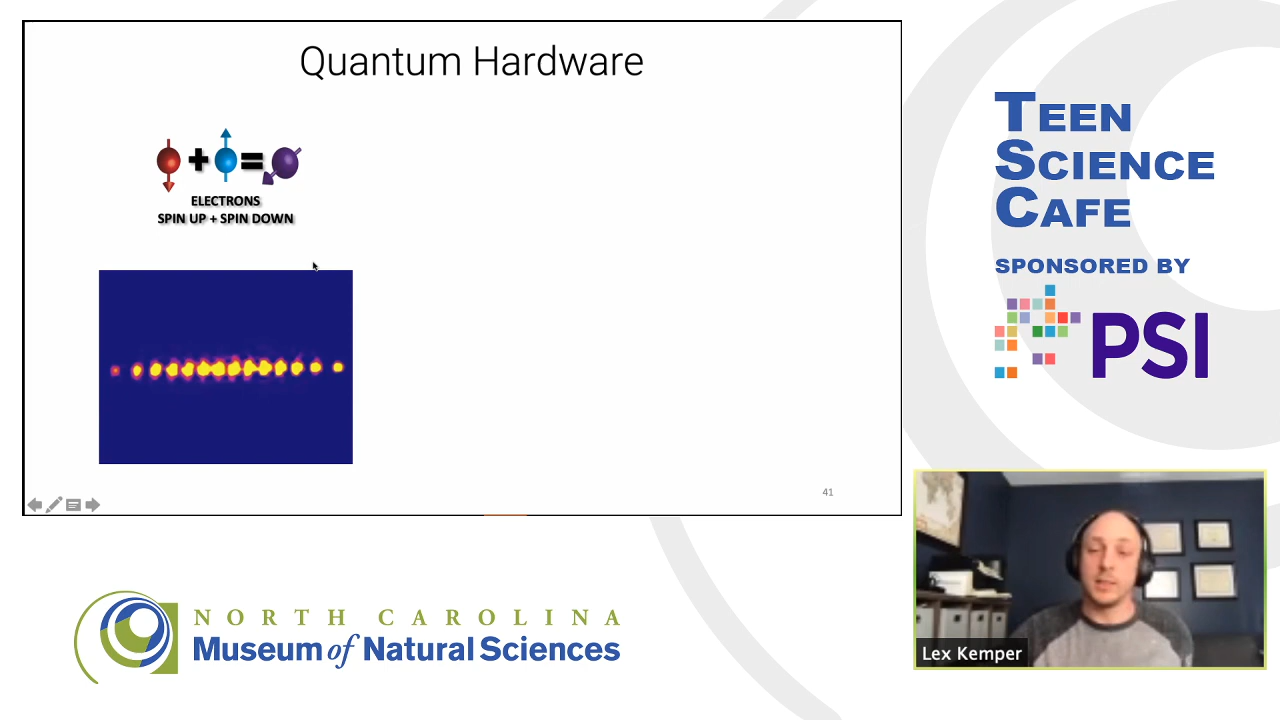 Quantum Hardware
ELECTRONS
SPIN UP + SPIN DOWN
41
TEEN
SCIENCE
CAFE
SPONSORED BY
PSI
NORTH CAROLINA
Museum of Natural Sciences
Lex Kemper